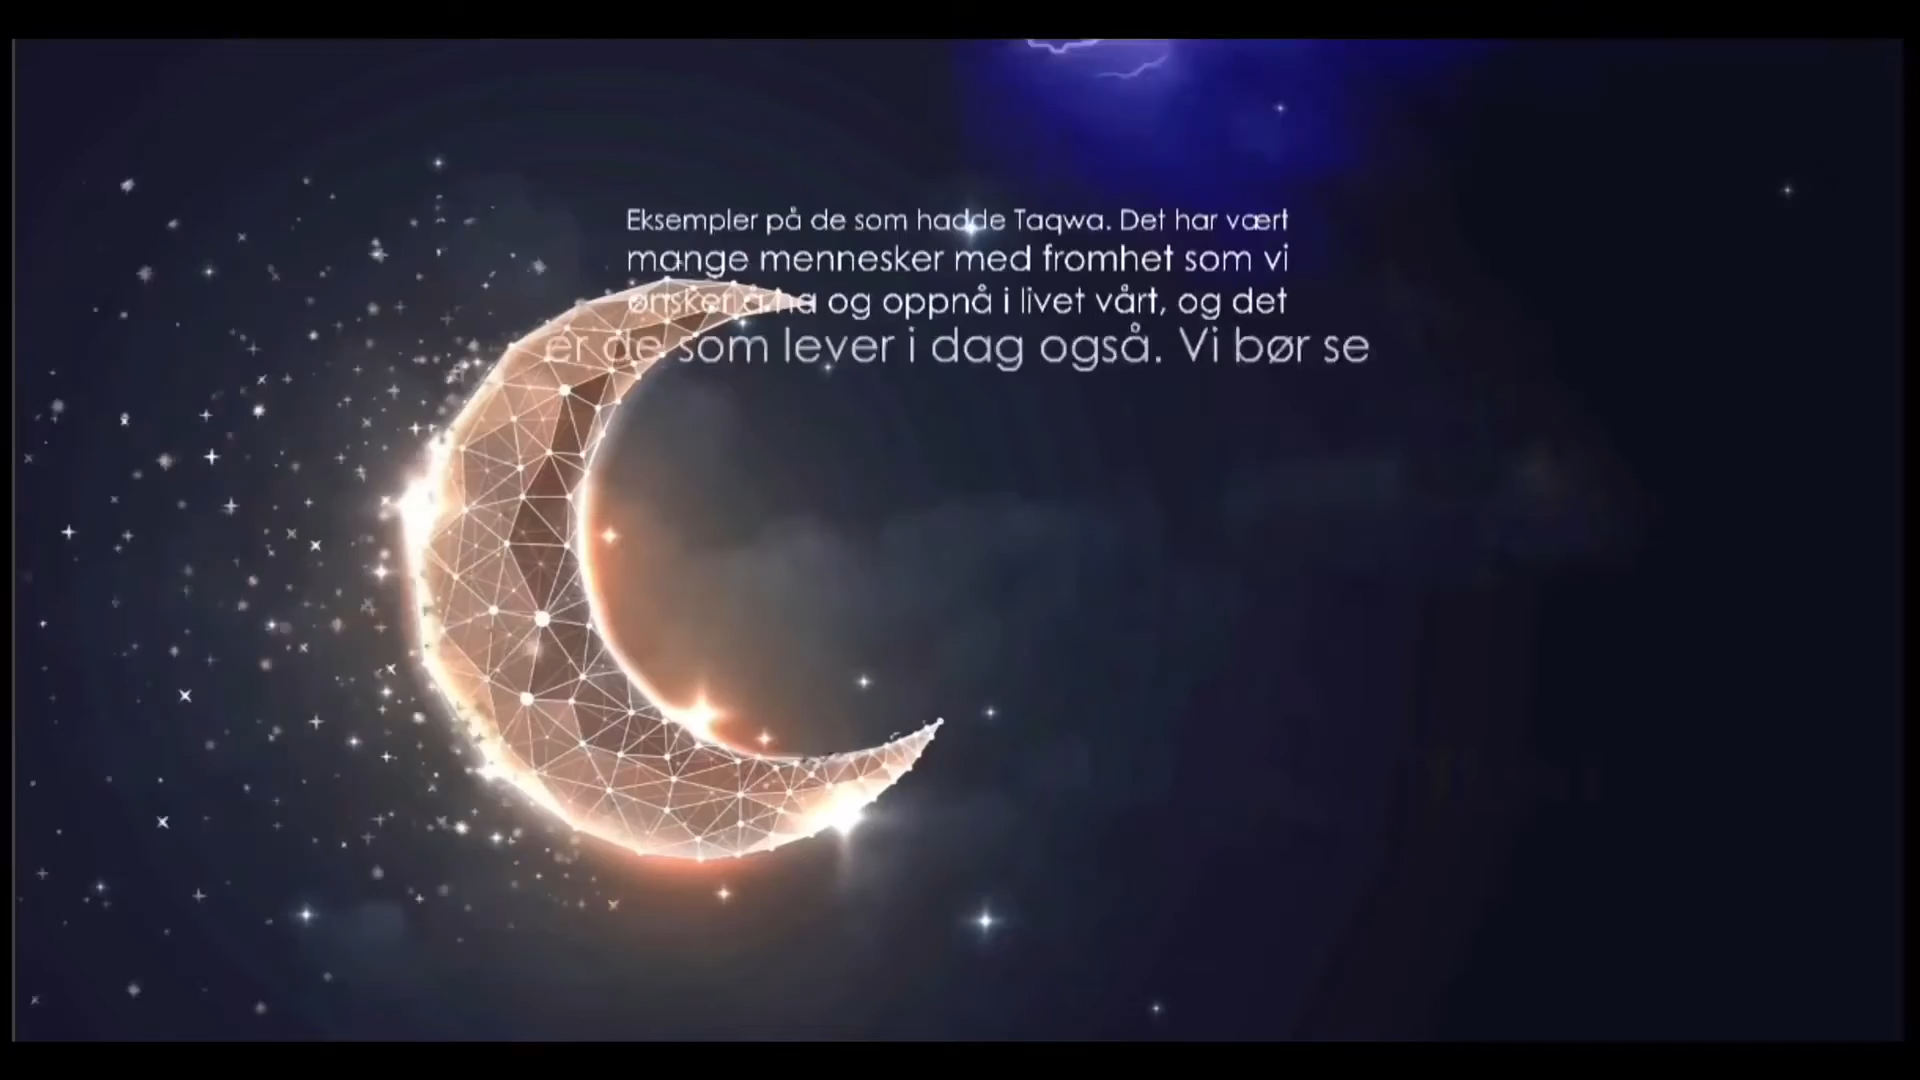 Eksempler på de som hadde Taqwa. Det har vært
mange mennesker med fromhet som vi
ønsker å ha og oppnå i livet vårt, og det
er de som lever i dag også. Vi bør se